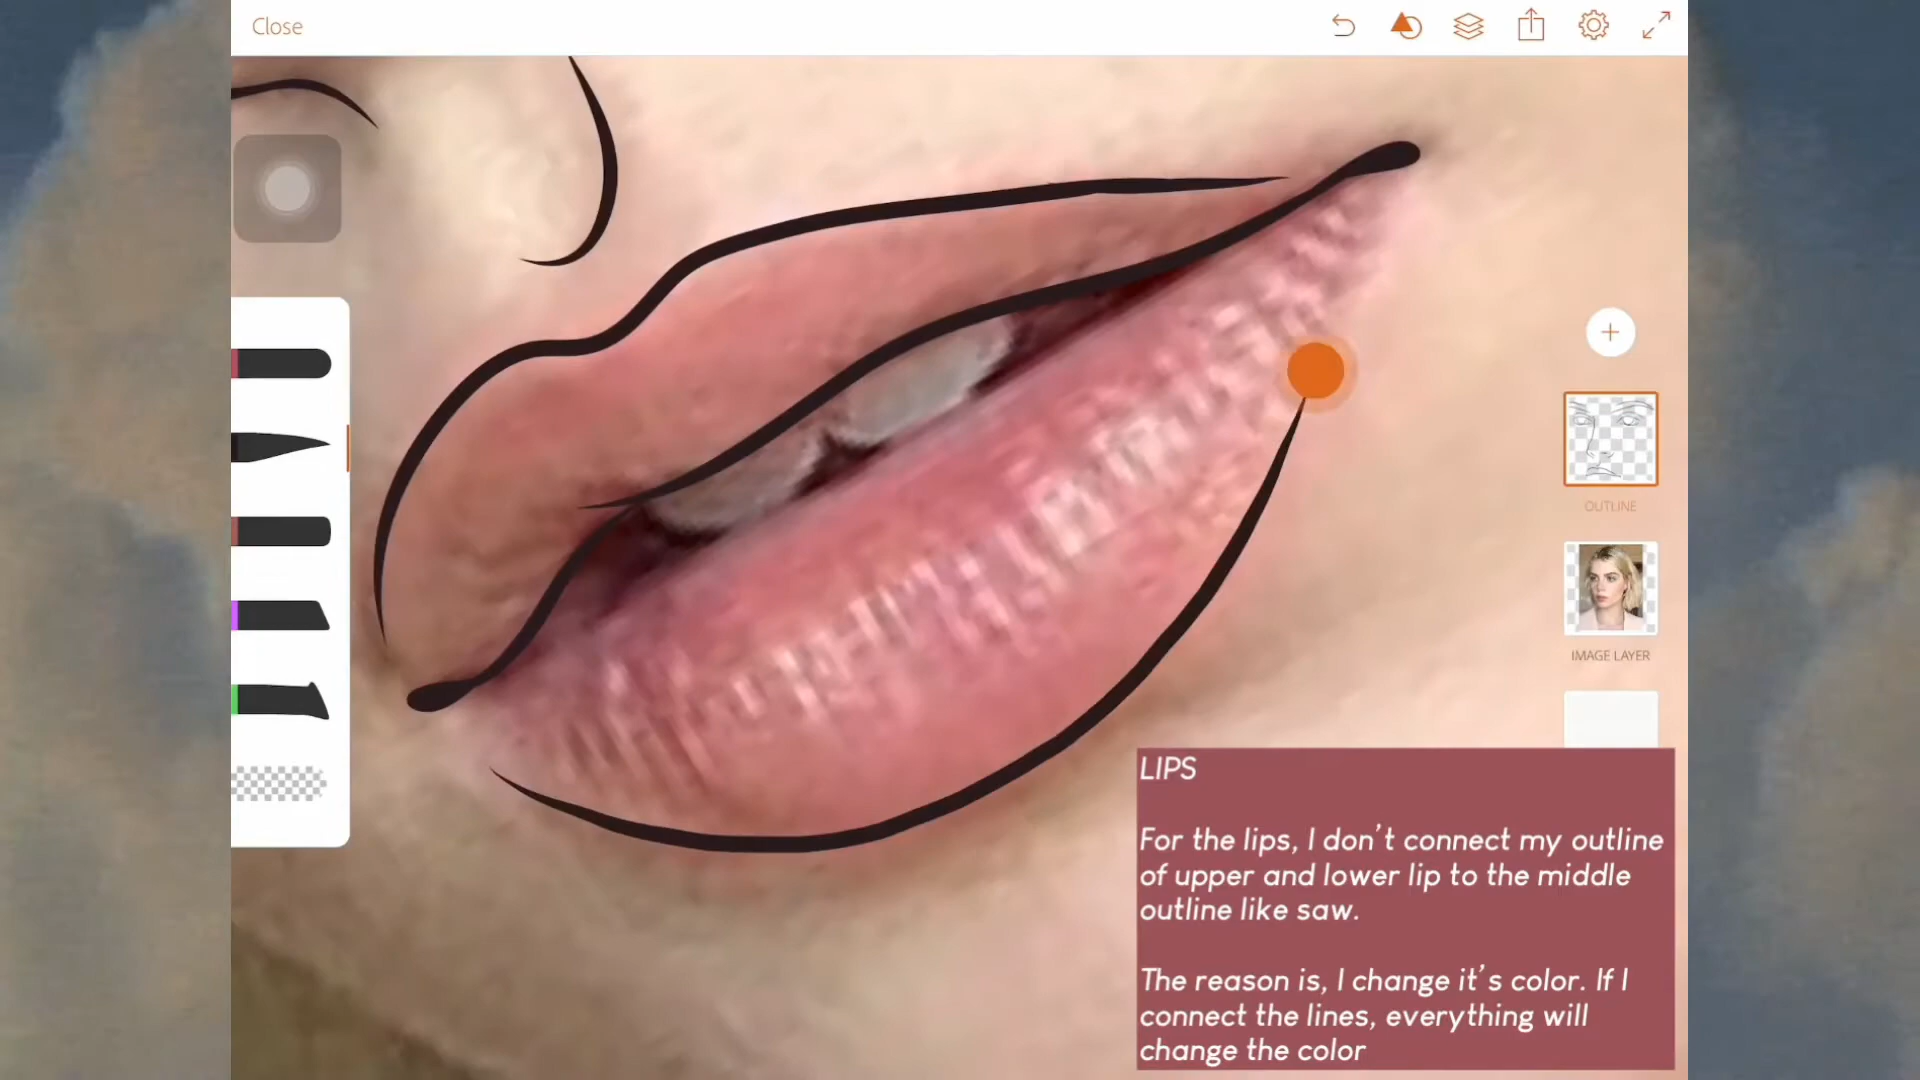 Close
OUTLINE
IMAGE LAYER
LIPS
For the lips, I don't connect my outline
of upper and lower lip to the middle
outline like saw.
The reason is, I change it's color. If I
connect the lines, everything will
change the color